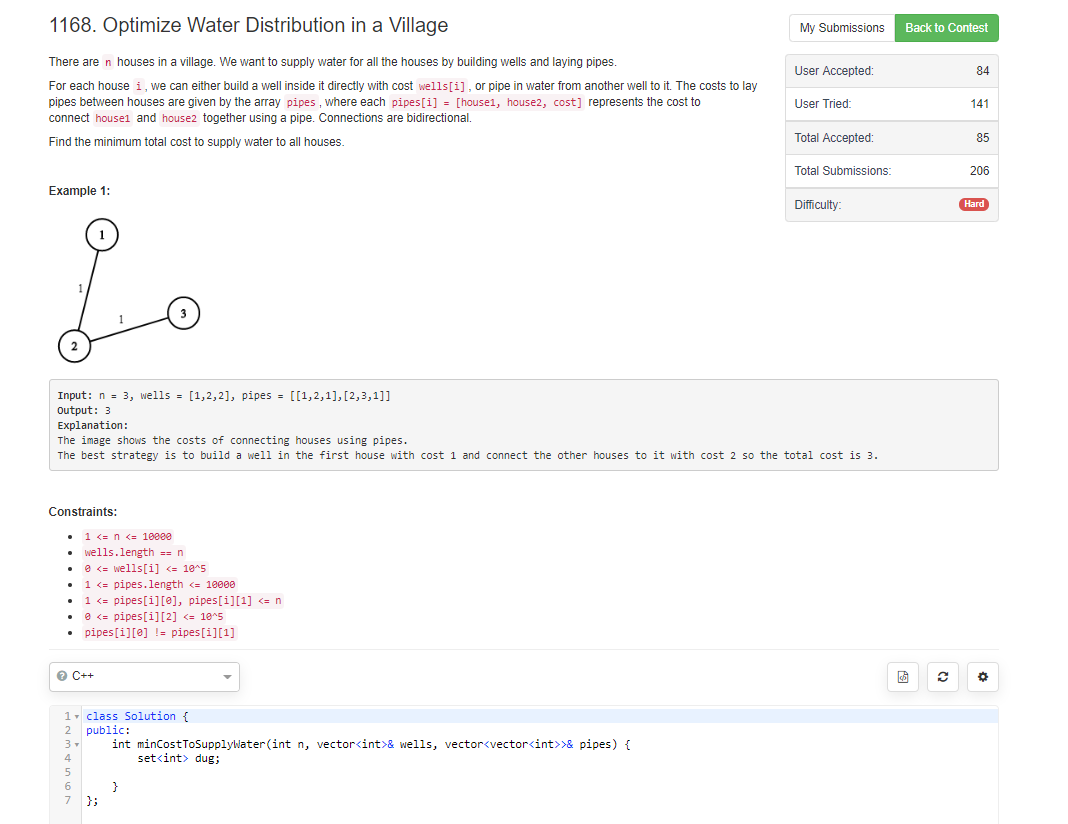 1168. Optimize Water Distribution in a Village
My Submissions
Back to Contest
There are n houses in a village. We want to supply water for all the houses by building wells and laying pipes.
For each house i, we can either build a well inside it directly with cost wells[i], or pipe in water from another well to it. The costs to lay
pipes between houses are given by the array pipes, where each pipes[i] = [house1, house2, cost] represents the cost to
connect house1 and house2 together using a pipe. Connections are bidirectional.
Find the minimum total cost to supply water to all houses.
User Accepted: 84
User Tried: 141
Total Accepted: 85
Total Submissions: 206
Difficulty: Hard
Example 1:
1
1
1
3
2
Input: n = 3, wells = [1,2,2], pipes = [[1,2,1],[2,3,1]]
Output: 3
Explanation:
The image shows the costs of connecting houses using pipes.
The best strategy is to build a well in the first house with cost 1 and connect the other houses to it with cost 2 so the total cost is 3.
Constraints:
• 1 <= n <= 10000
• wells.length == n
• 0 <= wells[i] <= 10^5
• 1 <= pipes.length <= 10000
• 1 <= pipes[i][0], pipes[i][1] <= n
• 0 <= pipes[i][2] <= 10^5
• pipes[i][0] != pipes[i][1]
? C++
1 class Solution {
2 public:
3 int minCostToSupplyWater(int n, vector<int>& wells, vector<vector<int>>& pipes) {
4 set<int> dug;
5
6 }
7 };